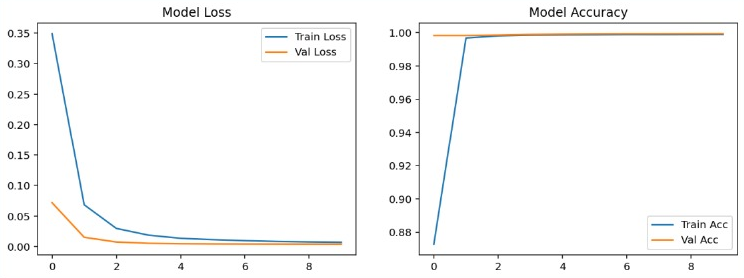 Model Loss
0.35
0.30
0.25
0.20
0.15
0.10
0.05
0.00
0 2 4 6 8
Train Loss
Val Loss
Model Accuracy
1.00
0.98
0.96
0.94
0.92
0.90
0.88
0 2 4 6 8
Train Acc
Val Acc